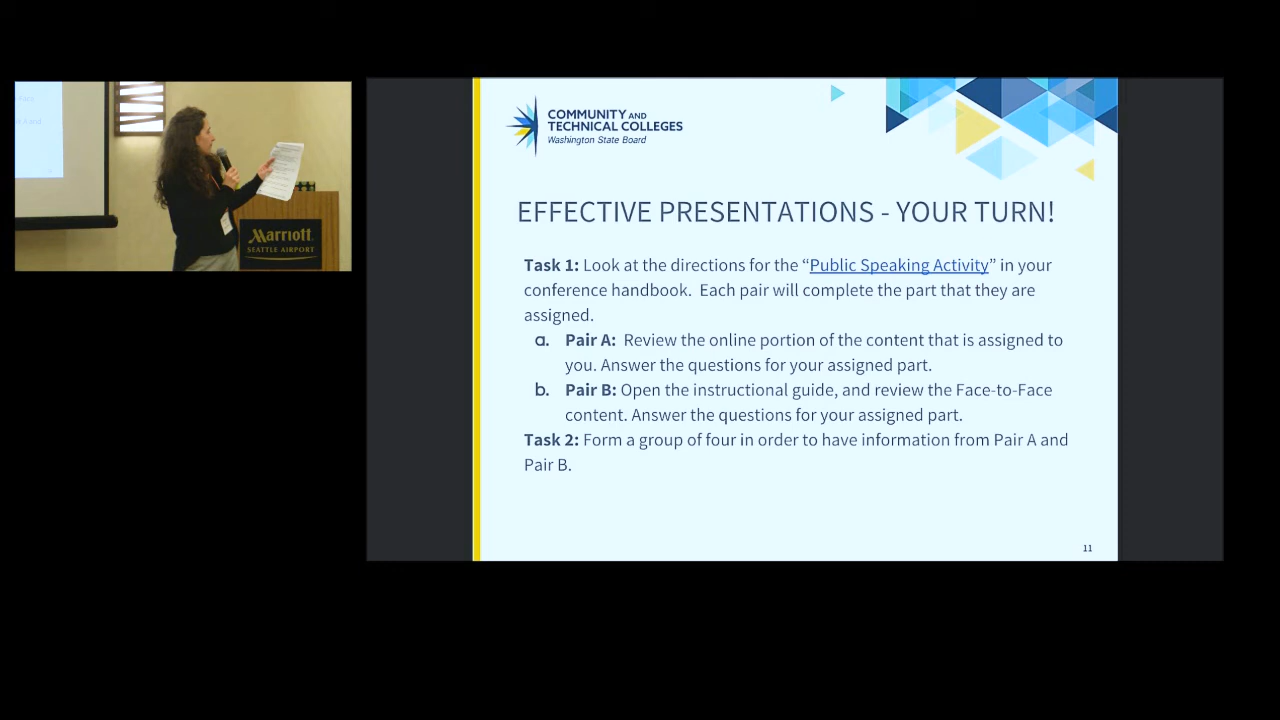 Marriott
SEATTLE AIRPORT
COMMUNITY AND
TECHNICAL COLLEGES
Washington State Board
EFFECTIVE PRESENTATIONS - YOUR TURN!
Task 1: Look at the directions for the “Public Speaking Activity” in your
conference handbook.  Each pair will complete the part that they are
assigned.
a. Pair A:  Review the online portion of the content that is assigned to
you. Answer the questions for your assigned part.
b. Pair B: Open the instructional guide, and review the Face-to-Face
content. Answer the questions for your assigned part.
Task 2: Form a group of four in order to have information from Pair A and
Pair B.
11